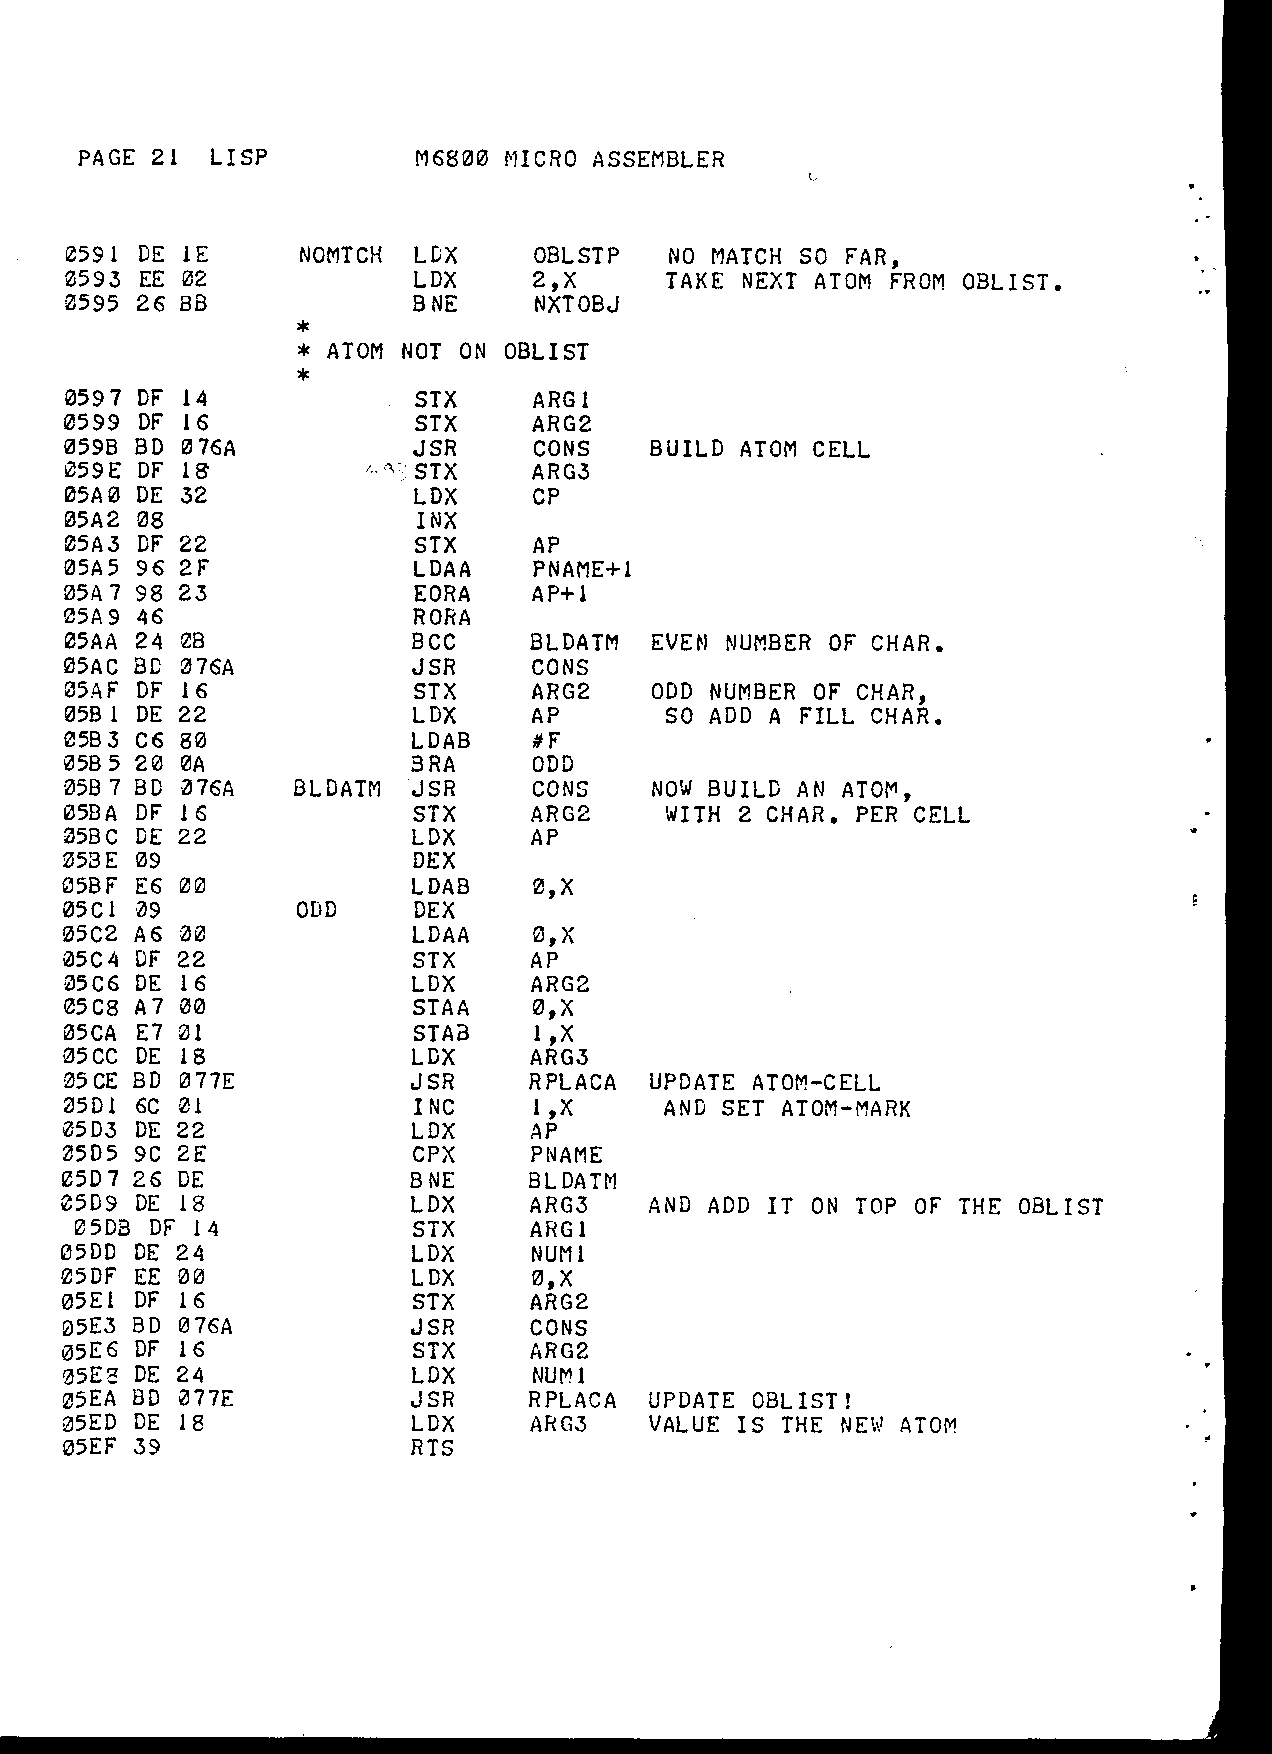 PAGE 21 LISP M6800 MICRO ASSEMBLER
0591 DE 1E NOMTCH LDX OBLSTP NO MATCH SO FAR,
0593 EE 02 LDX 2,X TAKE NEXT ATOM FROM OBLIST.
0595 26 BB BNE NXTOBJ
*
* ATOM NOT ON OBLIST
*
0597 DF 14 STX ARG1
0599 DF 16 STX ARG2
059B BD 076A JSR CONS BUILD ATOM CELL
059E DF 18 STX ARG3
05A0 DE 32 LDX CP
05A2 08 INX
05A3 DF 22 STX AP
05A5 96 2F LDAA PNAME+1
05A7 98 23 EORA AP+1
05A9 46 RORA
05AA 24 0B BCC BLDATM EVEN NUMBER OF CHAR.
05AC BD 076A JSR CONS
05AF DF 16 STX ARG2 ODD NUMBER OF CHAR,
05B1 DE 22 LDX AP SO ADD A FILL CHAR.
05B3 C6 80 LDAB #F
05B5 20 0A BRA ODD
05B7 BD 076A BLDATM JSR CONS NOW BUILD AN ATOM,
05BA DF 16 STX ARG2 WITH 2 CHAR. PER CELL
05BC DE 22 LDX AP
05BE 09 DEX
05BF E6 00 LDAB 0,X
05C1 09 ODD DEX
05C2 A6 00 LDAA 0,X
05C4 DF 22 STX AP
05C6 DE 16 LDX ARG2
05C8 A7 00 STAA 0,X
05CA E7 01 STAB 1,X
05CC DE 18 LDX ARG3
05CE BD 077E JSR RPLACA UPDATE ATOM-CELL
05D1 6C 01 INC 1,X AND SET ATOM-MARK
05D3 DE 22 LDX AP
05D5 9C 2E CPX PNAME
05D7 26 DE BNE BLDATM
05D9 DE 18 LDX ARG3 AND ADD IT ON TOP OF THE OBLIST
05DB DF 14 STX ARG1
05DD DE 24 LDX NUM1
05DF EE 00 LDX 0,X
05E1 DF 16 STX ARG2
05E3 BD 076A JSR CONS
05E6 DF 16 STX ARG2
05E8 DE 24 LDX NUM1
05EA BD 077E JSR RPLACA UPDATE OBLIST!
05ED DE 18 LDX ARG3 VALUE IS THE NEW ATOM
05EF 39 RTS